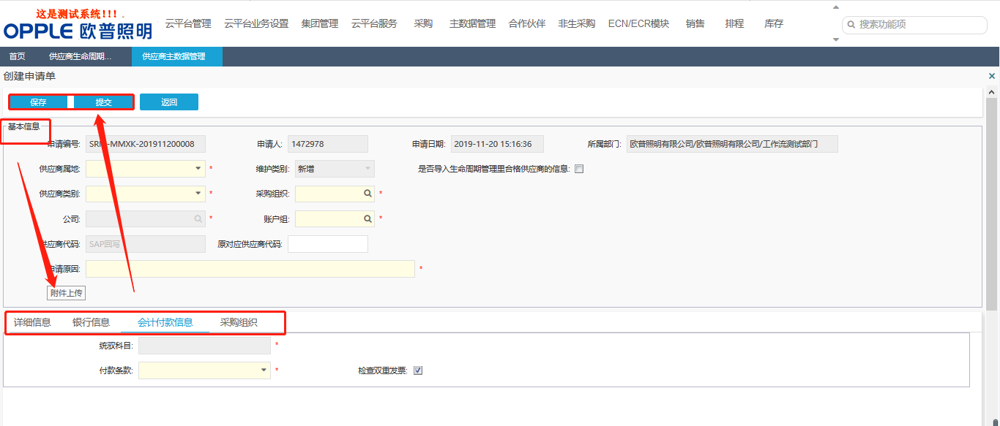 这是测试系统!!! 。
OPPLE 欧普照明
云平台管理 云平台业务设置 集团管理 云平台服务 采购 主数据管理 合作伙伴 非生采购 ECN/ECR模块 销售 排程 库存 搜索功能项
首页 供应商生命周期... 供应商主数据管理
创建申请单
保存 提交 返回
基本信息
申请编号: SRM-MMXK-201911200008 申请人: 1472978 申请日期: 2019-11-20 15:16:36 所属部门: 欧普照明有限公司/欧普照明有限公司/工作流测试部门
供应商属地: * 维护类别: 新增 是否导入生命周期管理里合格供应商的信息:
供应商类别: * 采购组织: *
公司: * 账户组: *
供应商代码: SAP回写 原对应供应商代码:
申请原因: *
附件上传
详细信息 银行信息 会计付款信息 采购组织
统驭科目: *
付款条款: * 检查双重发票: